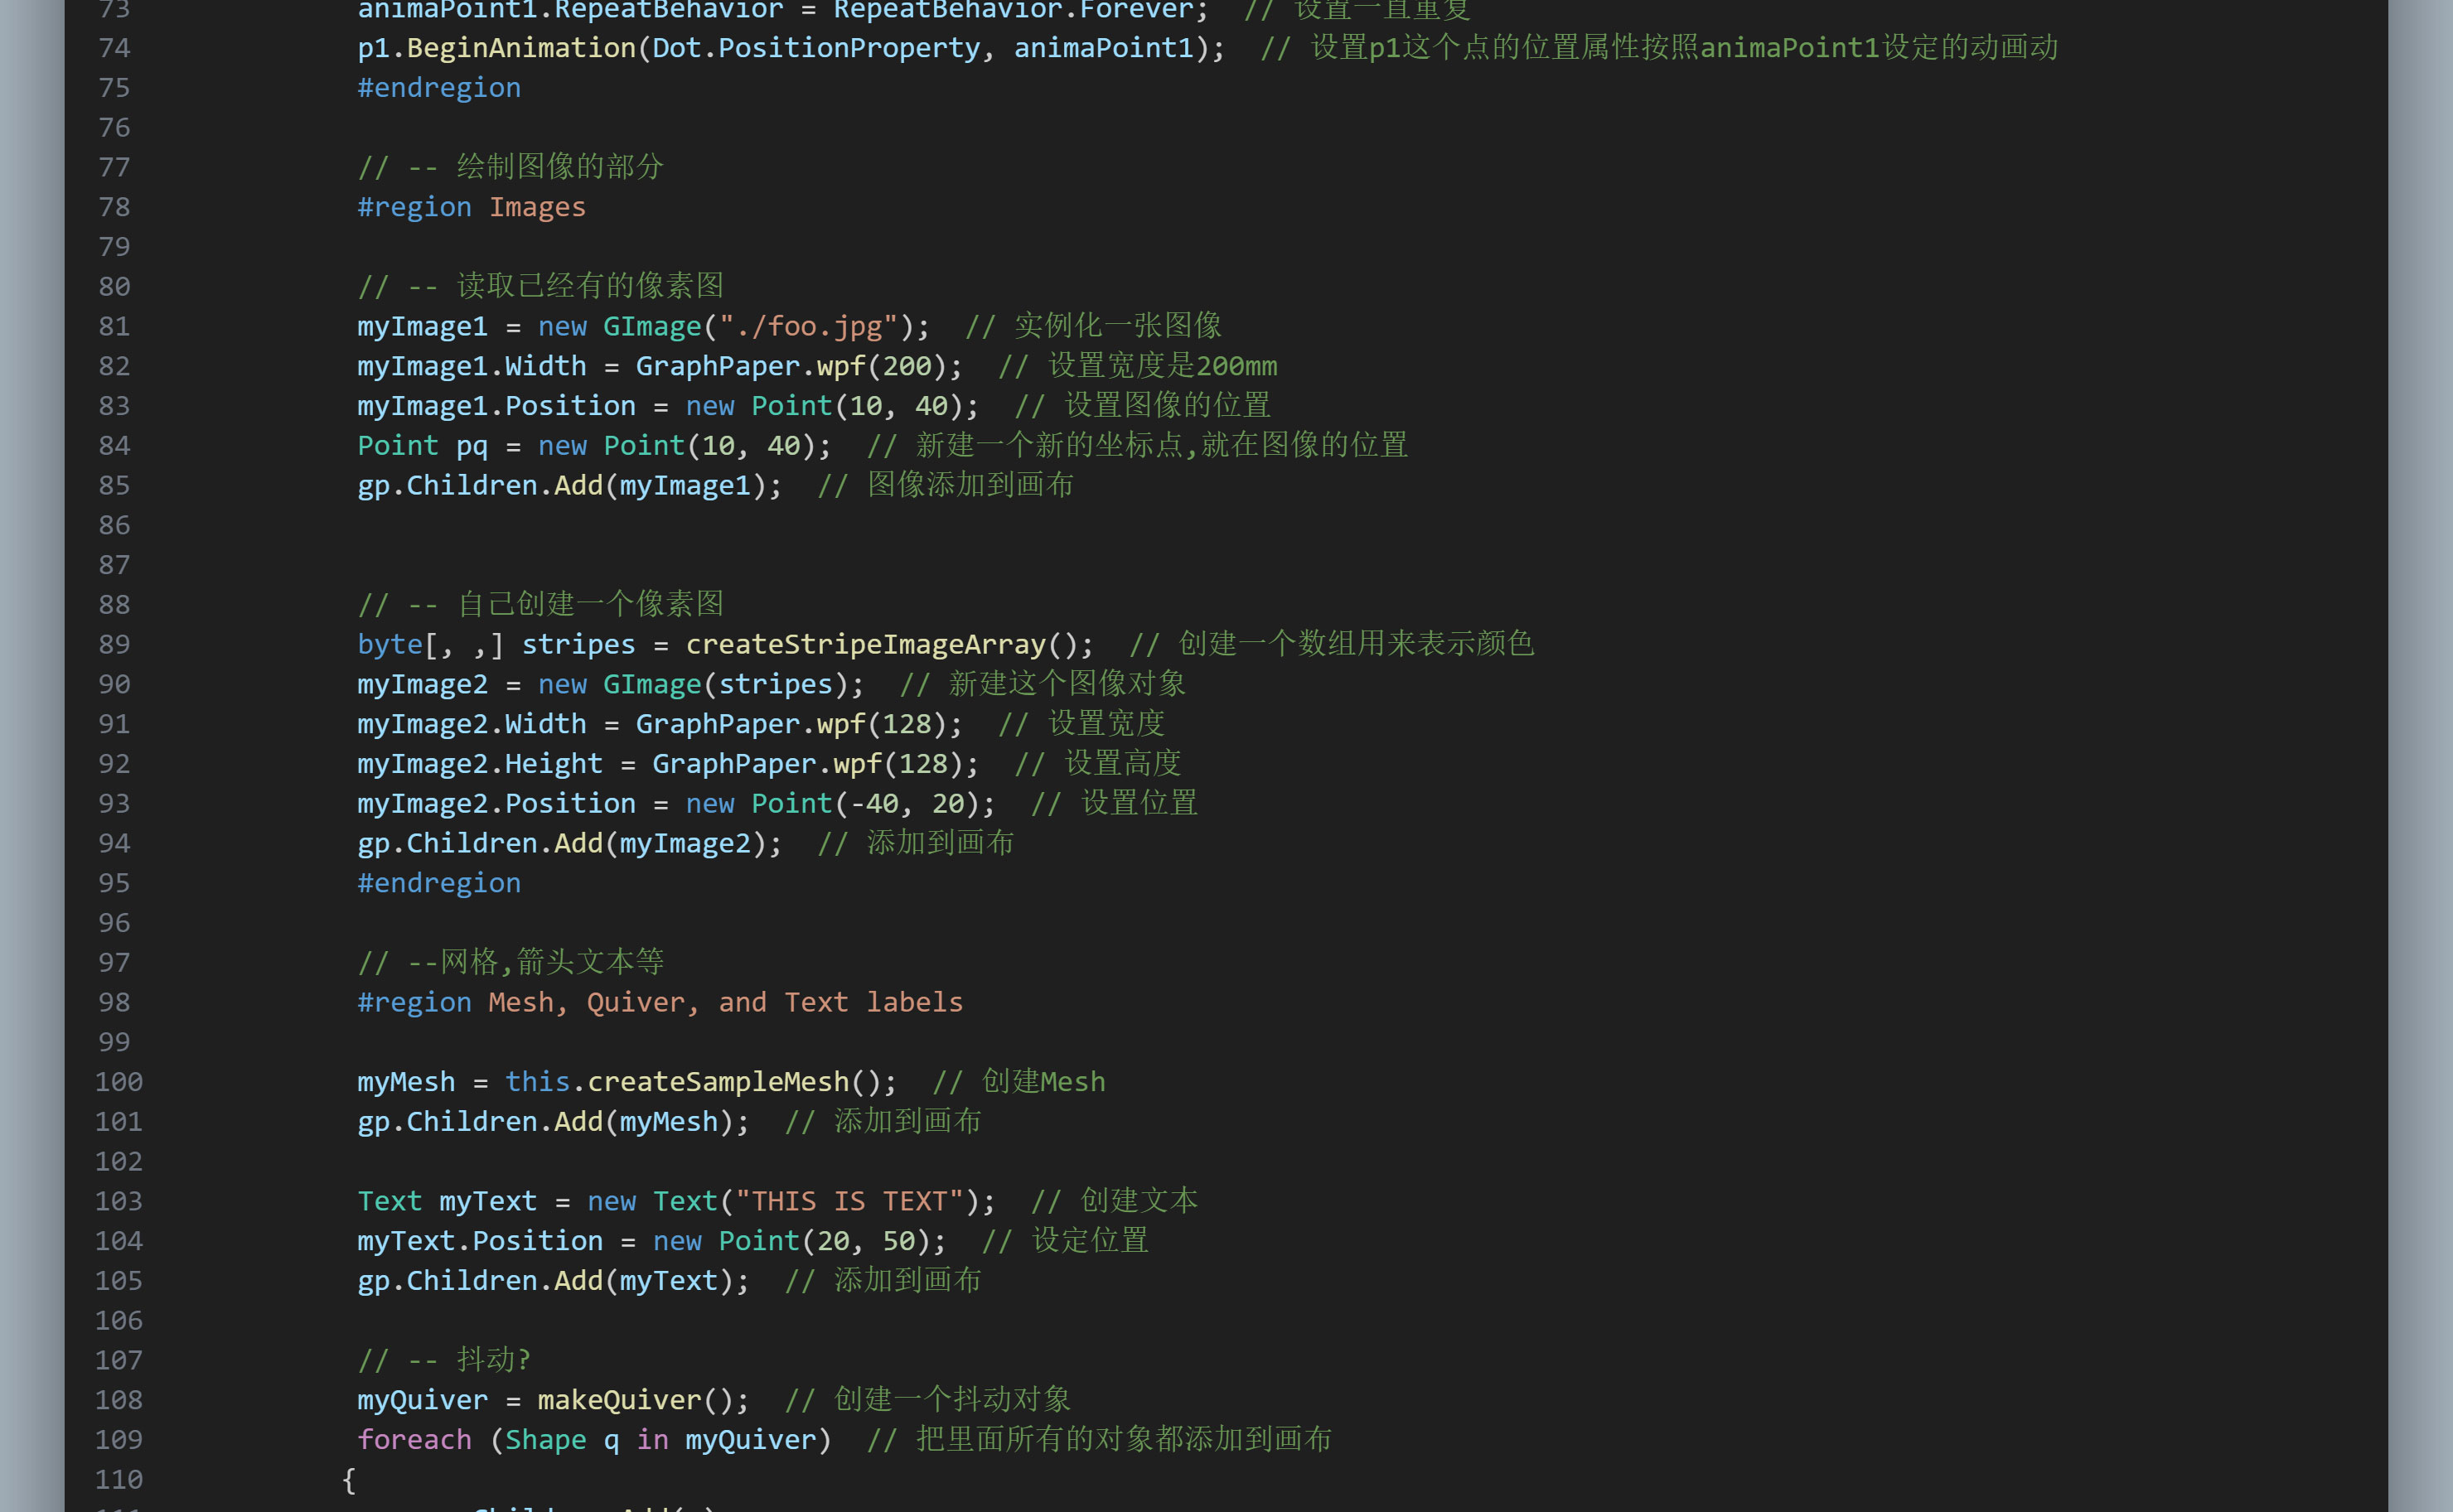 73 animaPoint1.RepeatBehavior = RepeatBehavior.Forever; // 设置一直重复
74 p1.BeginAnimation(Dot.PositionProperty, animaPoint1); // 设置p1这个点的位置属性按照animaPoint1设定的动画动
75 #endregion
76
77 // -- 绘制图像的部分
78 #region Images
79
80 // -- 读取已经有的像素图
81 myImage1 = new GImage("./foo.jpg"); // 实例化一张图像
82 myImage1.Width = GraphPaper.wpf(200); // 设置宽度是200mm
83 myImage1.Position = new Point(10, 40); // 设置图像的位置
84 Point pq = new Point(10, 40); // 新建一个新的坐标点,就在图像的位置
85 gp.Children.Add(myImage1); // 图像添加到画布
86
87
88 // -- 自己创建一个像素图
89 byte[, ,] stripes = createStripeImageArray(); // 创建一个数组用来表示颜色
90 myImage2 = new GImage(stripes); // 新建这个图像对象
91 myImage2.Width = GraphPaper.wpf(128); // 设置宽度
92 myImage2.Height = GraphPaper.wpf(128); // 设置高度
93 myImage2.Position = new Point(-40, 20); // 设置位置
94 gp.Children.Add(myImage2); // 添加到画布
95 #endregion
96
97 // --网格,箭头文本等
98 #region Mesh, Quiver, and Text labels
99
100 myMesh = this.createSampleMesh(); // 创建Mesh
101 gp.Children.Add(myMesh); // 添加到画布
102
103 Text myText = new Text("THIS IS TEXT"); // 创建文本
104 myText.Position = new Point(20, 50); // 设定位置
105 gp.Children.Add(myText); // 添加到画布
106
107 // -- 抖动?
108 myQuiver = makeQuiver(); // 创建一个抖动对象
109 foreach (Shape q in myQuiver) // 把里面所有的对象都添加到画布
110 {